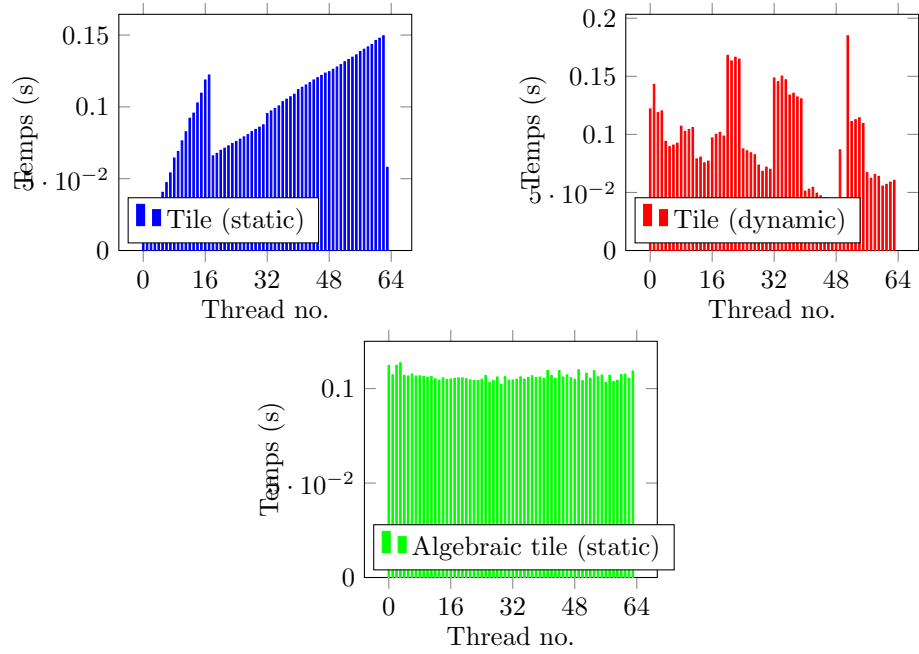 0.15
0.1
5 · 10−2
0
Temps (s)
Tile (static)
0 16 32 48 64
Thread no.
0.2
0.15
0.1
5 · 10−2
0
Temps (s)
Tile (dynamic)
0 16 32 48 64
Thread no.
0.1
5 · 10−2
0
Temps (s)
Algebraic tile (static)
0 16 32 48 64
Thread no.